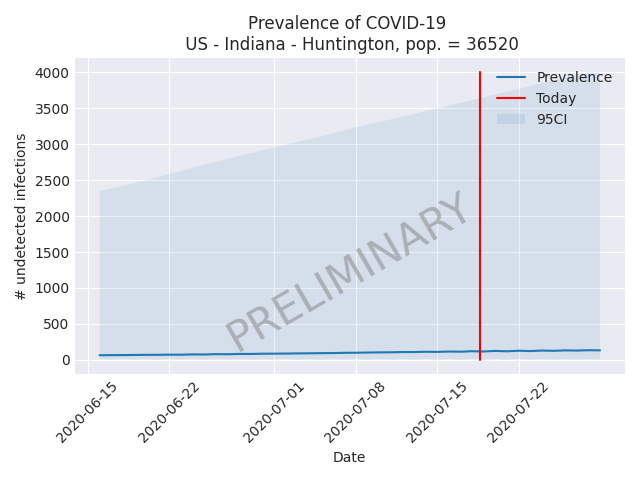 Prevalence of COVID-19
US - Indiana - Huntington, pop. = 36520
4000
3500
3000
2500
2000
1500
1000
500
0
# undetected infections
Prevalence
Today
95CI
PRELIMINARY
2020-06-15
2020-06-22
2020-07-01
2020-07-08
2020-07-15
2020-07-22
Date